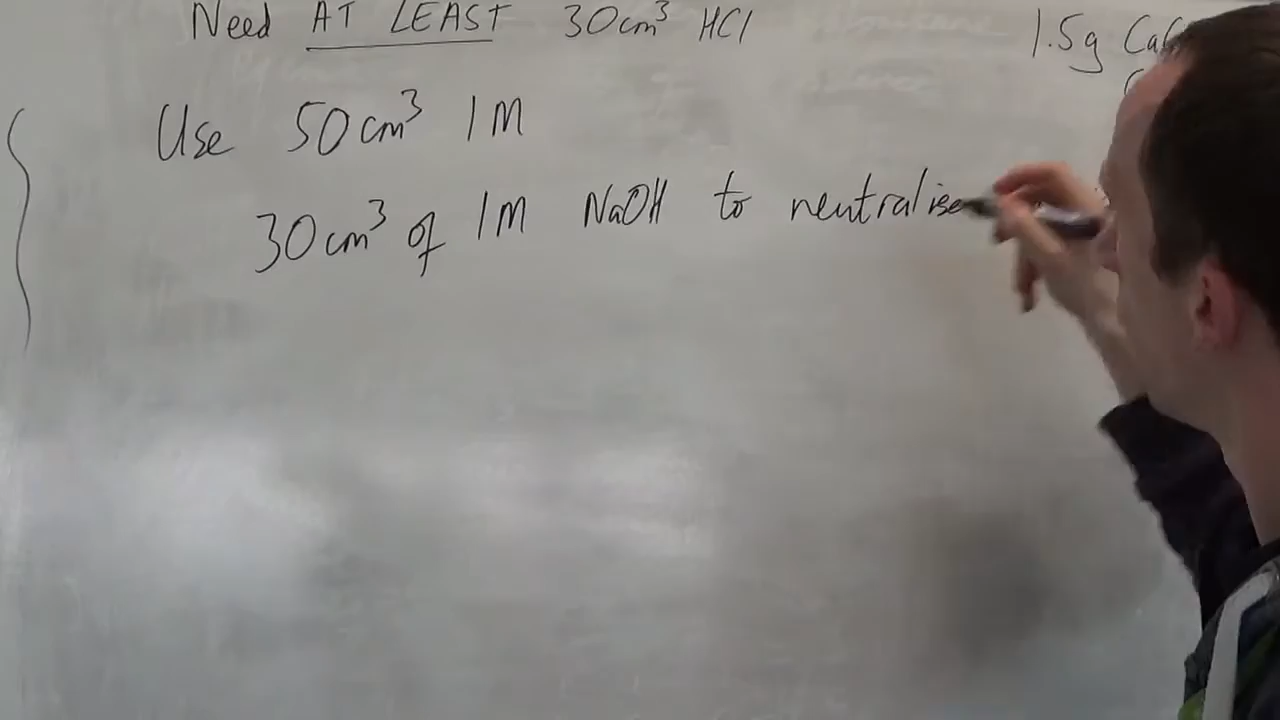 Need AT LEAST 30cm³ HCl
1.5g
Use 50cm³ 1M
30cm³ of 1M NaOH to neutralise